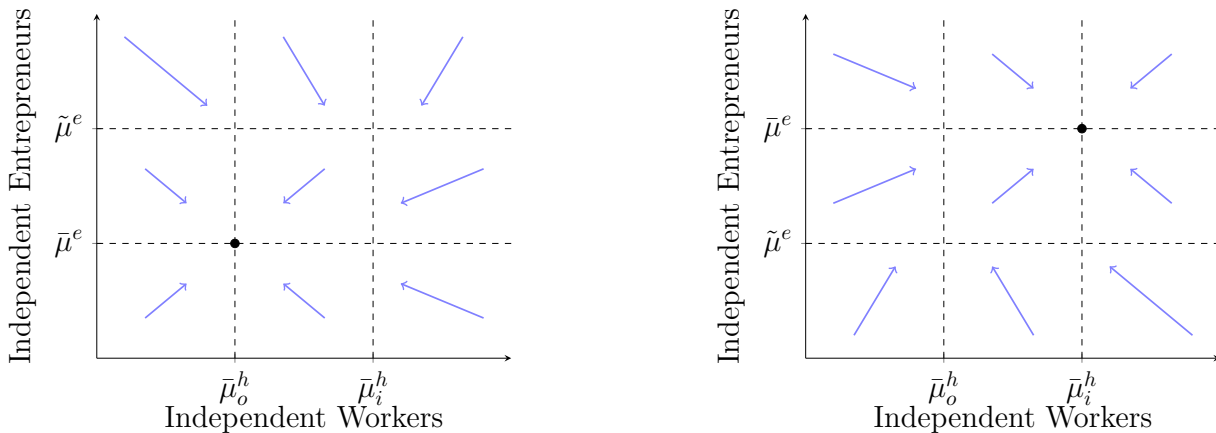 Independent Entrepreneurs
μ̃^e
μ̄^e
μ̄_o^h
μ̄_i^h
Independent Workers
Independent Entrepreneurs
μ̄^e
μ̃^e
μ̄_o^h
μ̄_i^h
Independent Workers